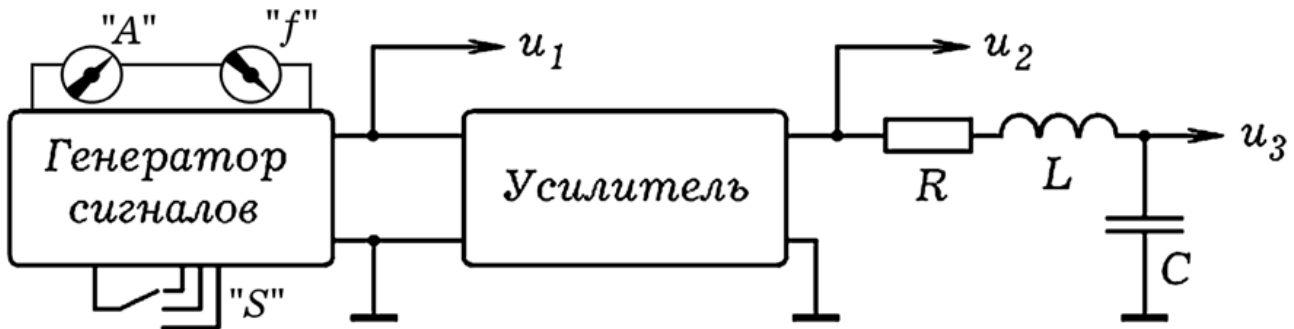 "A"
"f"
u1
u2
u3
Генератор
сигналов
Усилитель
R
L
C
"S"